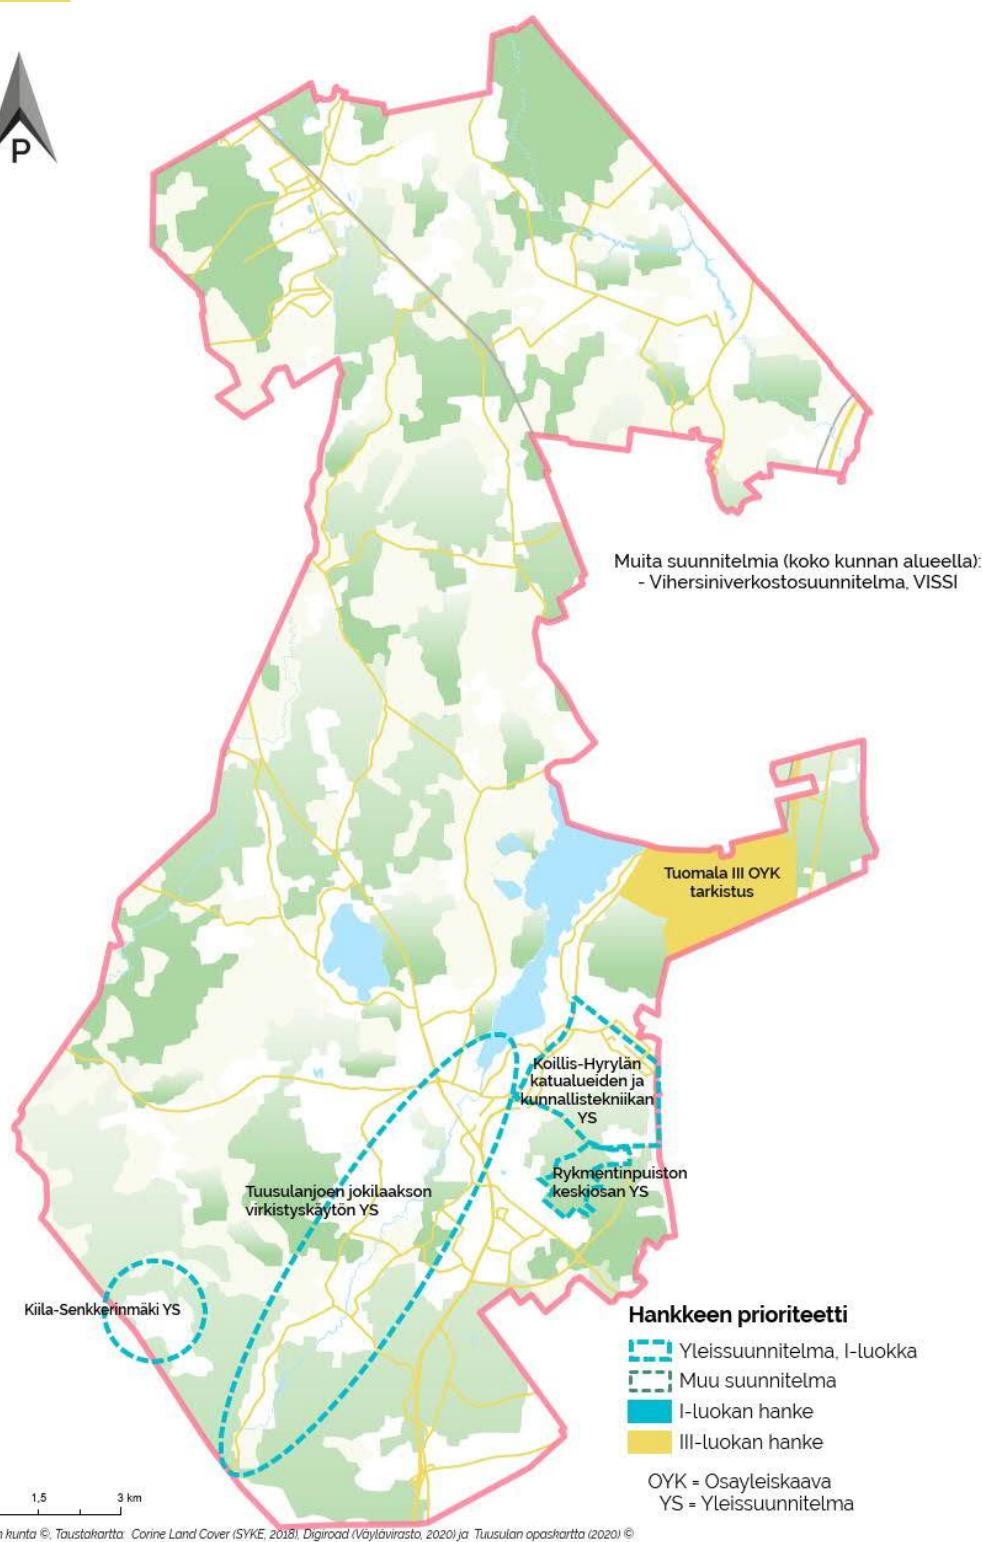 P
Muita suunnitelmia (koko kunnan alueella):
- Vihersiniverkostosuunnitelma, VISSI
Tuomala III OYK
tarkistus
Koillis-Hyrylän
katualueiden ja
kunnallistekniikan
YS
Rykmentinpuiston
keskiosan YS
Tuusulanjoen jokilaakson
virkistyskäytön YS
Kiila-Senkkerinmäki YS
Hankkeen prioriteetti
Yleissuunnitelma, I-luokka
Muu suunnitelma
I-luokan hanke
III-luokan hanke
OYK = Osayleiskaava
YS = Yleissuunnitelma
1,5 3 km
kunta ©, Taustakartta: Corine Land Cover (SYKE, 2018), Digiroad (Väylävirasto, 2020) ja Tuusulan opaskartta (2020) ©